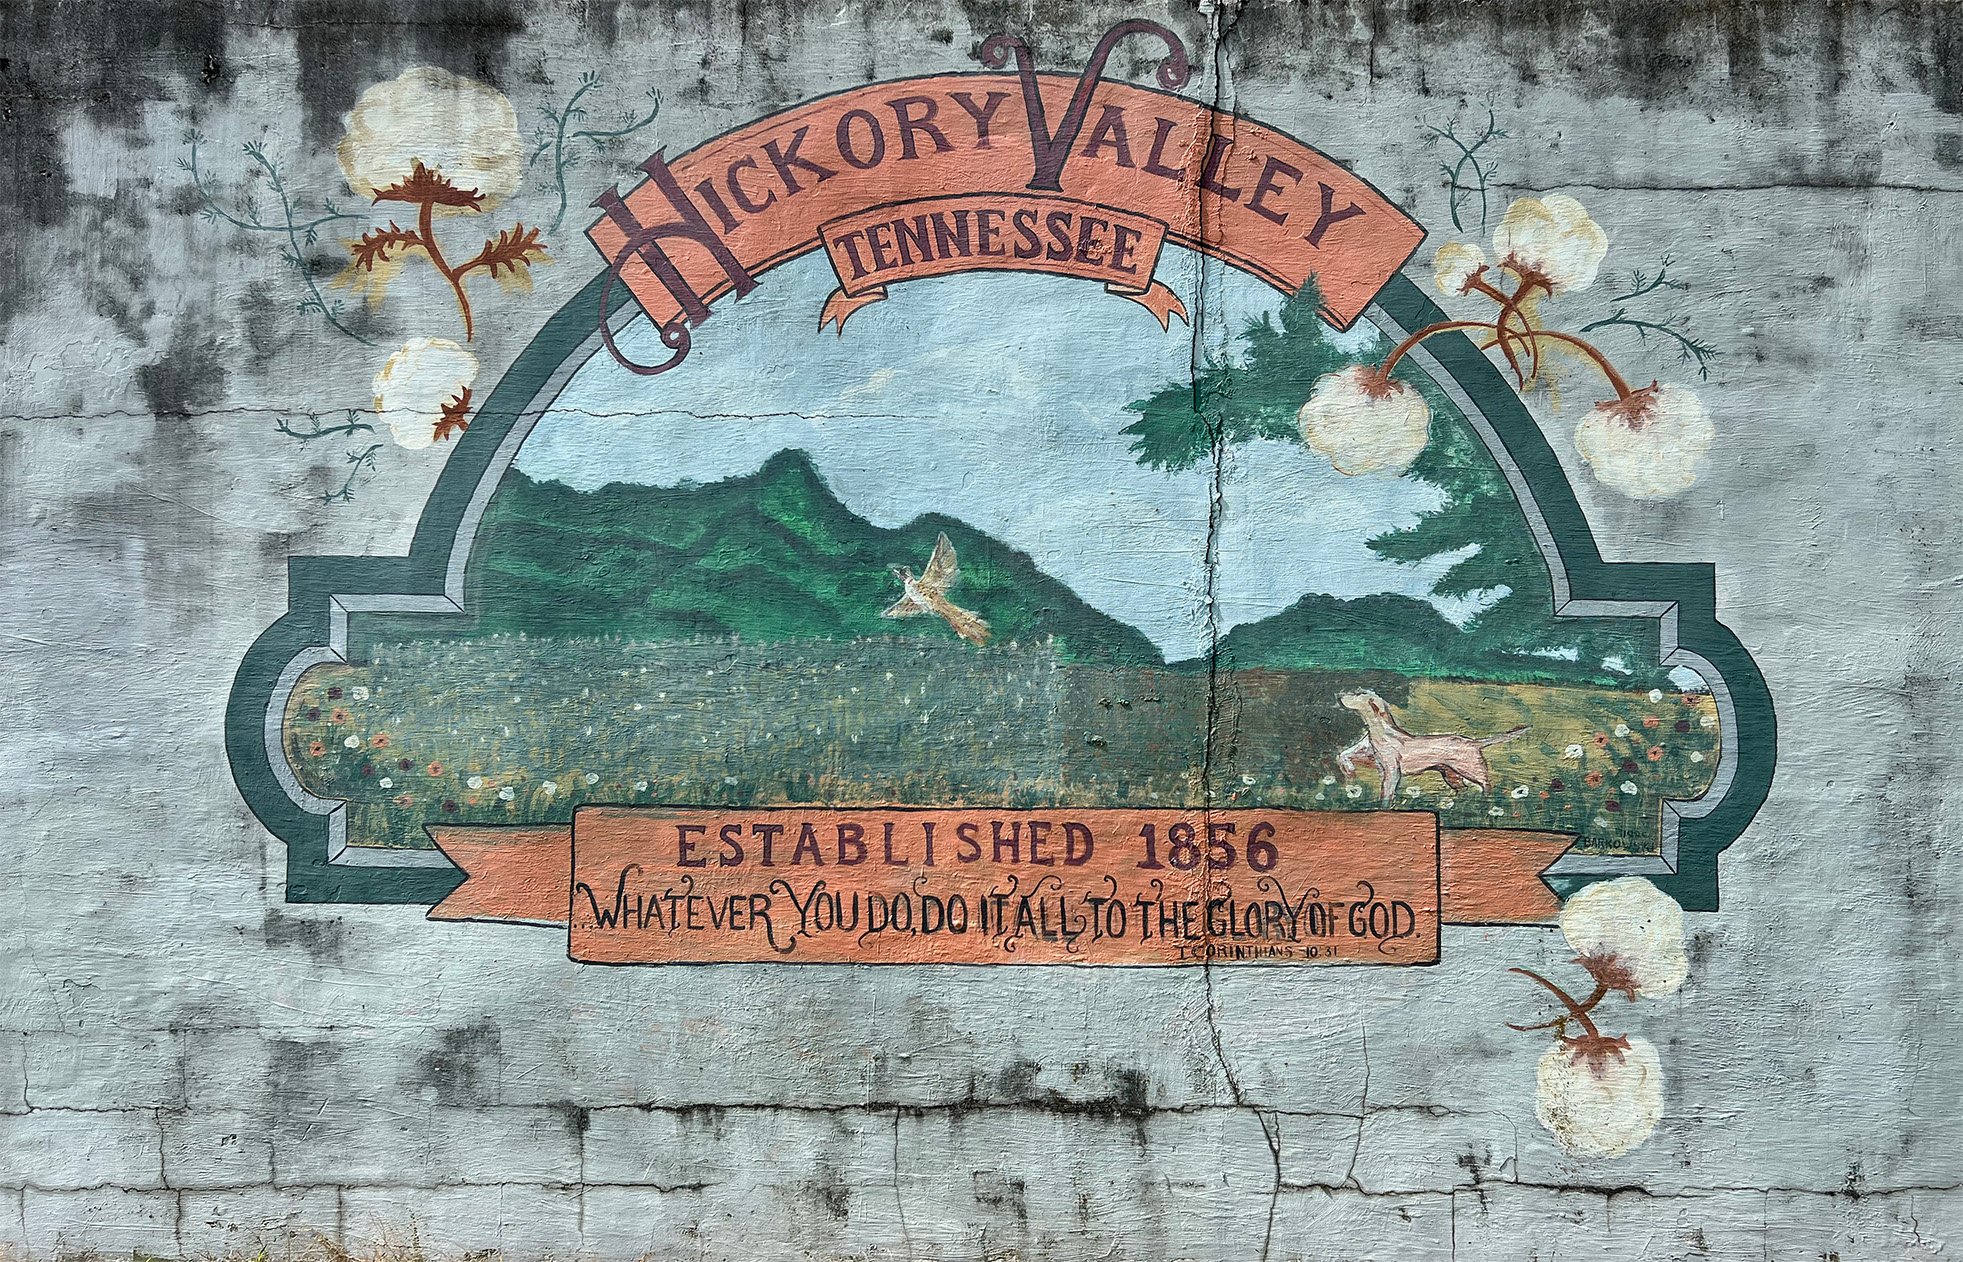 HICKORY VALLEY
TENNESSEE
ESTABLISHED 1856
...WHATEVER YOU DO, DO IT ALL TO THE GLORY OF GOD.
I CORINTHIANS 10:31